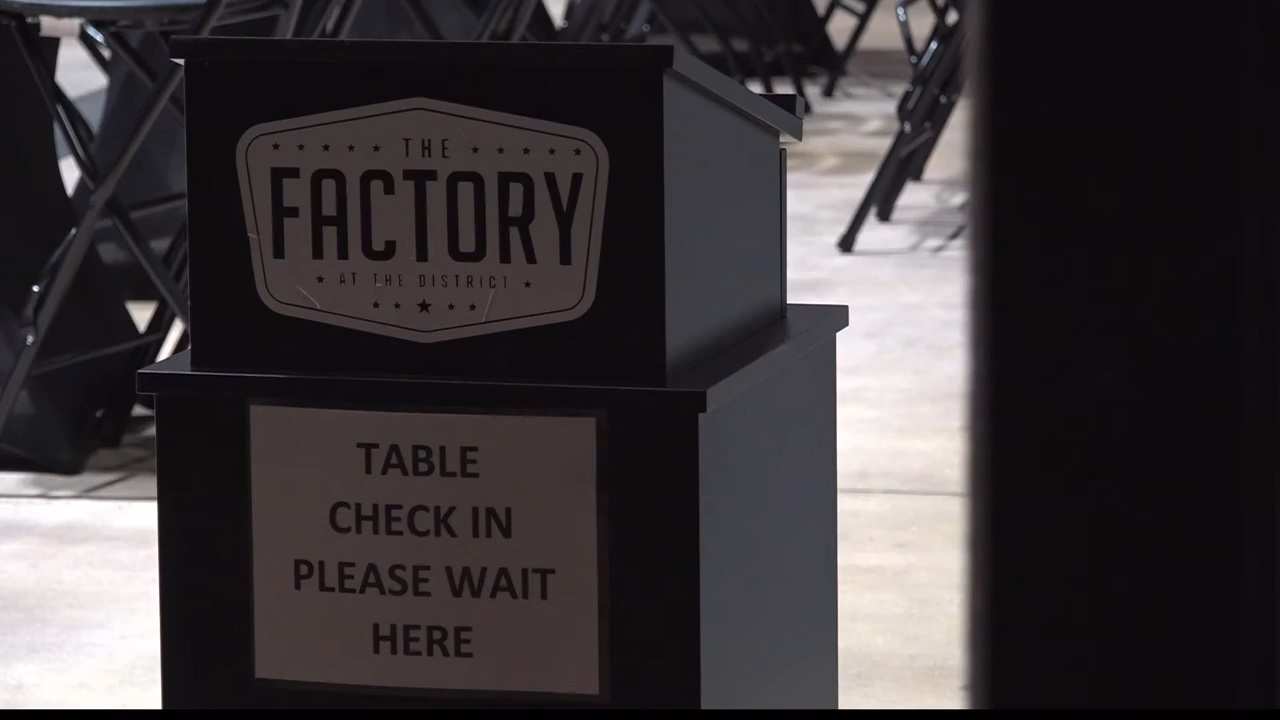 THE
FACTORY
AT THE DISTRICT
TABLE
CHECK IN
PLEASE WAIT
HERE